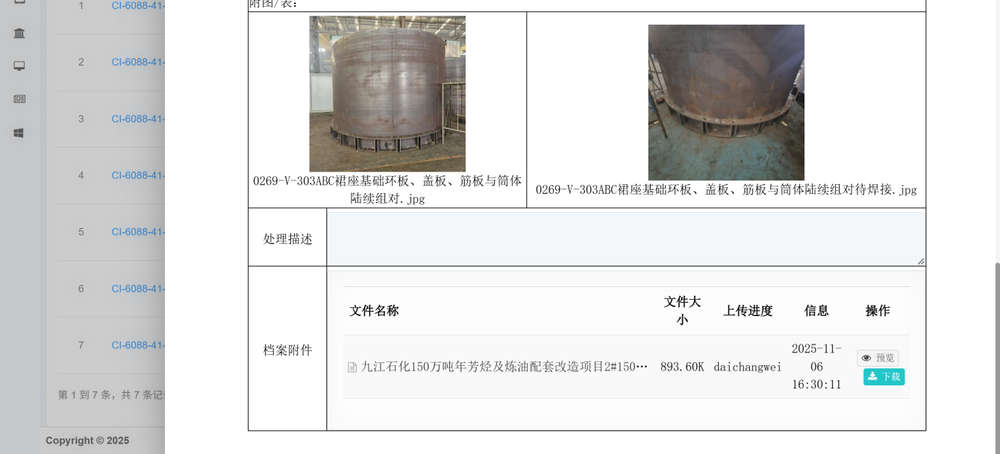 附图/表：
1 CI-6088-41-
2 CI-6088-41-
3 CI-6088-41-
4 CI-6088-41-
5 CI-6088-41-
6 CI-6088-41-
7 CI-6088-41-
第 1 到 7 条，共 7 条记
Copyright © 2025
0269-V-303ABC裙座基础环板、盖板、筋板与筒体
陆续组对.jpg
0269-V-303ABC裙座基础环板、盖板、筋板与筒体陆续组对待焊接.jpg
处理描述
档案附件
文件名称 文件大小 上传进度 信息 操作
九江石化150万吨年芳烃及炼油配套改造项目2#150… 893.60K daichangwei 2025-11-06 16:30:11
预览
下载